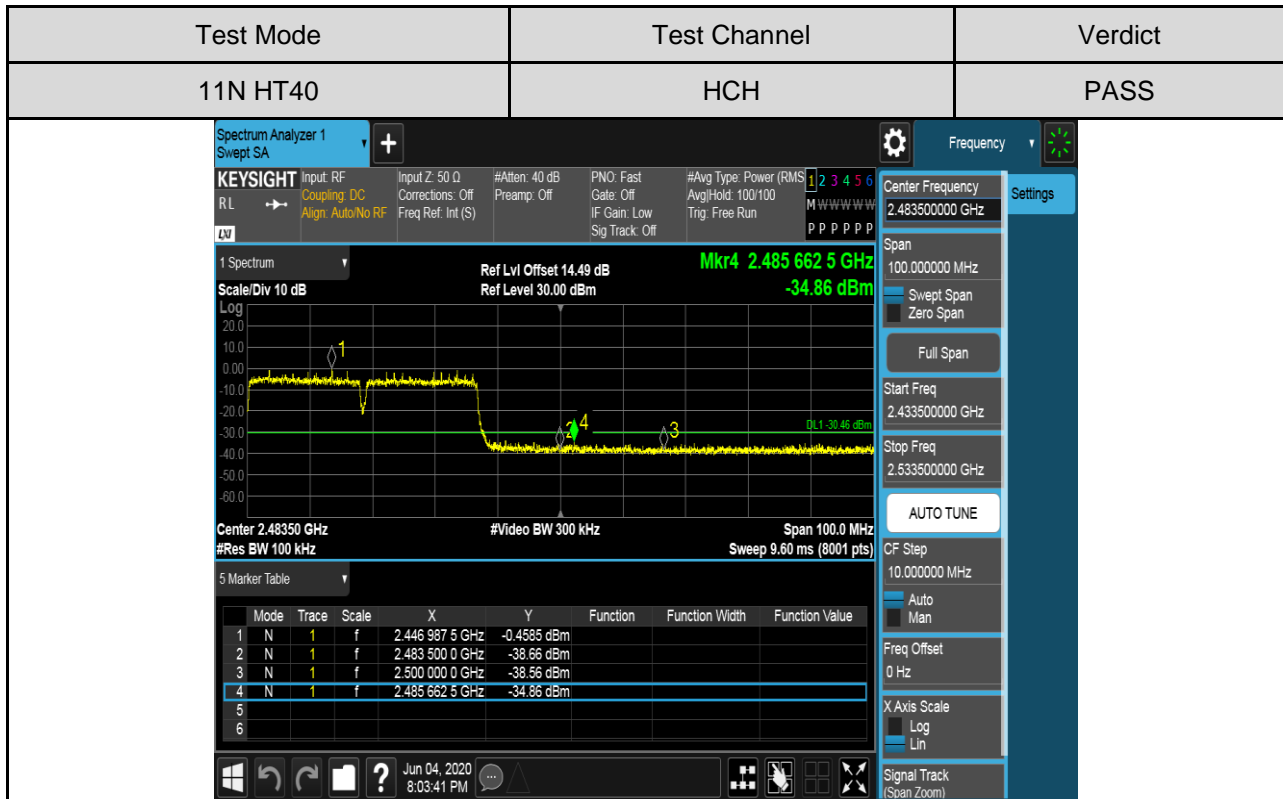 Test Mode Test Channel Verdict
11N HT40 HCH PASS
Spectrum Analyzer 1
Swept SA
+
Frequency
KEYSIGHT
RL
LXI
Input: RF
Coupling: DC
Align: Auto/No RF
Input Z: 50 Ω
Corrections: Off
Freq Ref: Int (S)
#Atten: 40 dB
Preamp: Off
PNO: Fast
Gate: Off
IF Gain: Low
Sig Track: Off
#Avg Type: Power (RMS
Avg|Hold: 100/100
Trig: Free Run
1 2 3 4 5 6
M W W W W W
P P P P P P
1 Spectrum
Scale/Div 10 dB
Ref Lvl Offset 14.49 dB
Ref Level 30.00 dBm
Mkr4 2.485 662 5 GHz
-34.86 dBm
Log
20.0
10.0
0.00
-10.0
-20.0
-30.0
-40.0
-50.0
-60.0
1
2
4
3
DL1 -30.46 dBm
Center 2.48350 GHz #Video BW 300 kHz Span 100.0 MHz
#Res BW 100 kHz Sweep 9.60 ms (8001 pts)
5 Marker Table
Mode Trace Scale X Y Function Function Width Function Value
1 N 1 f 2.446 987 5 GHz -0.4585 dBm
2 N 1 f 2.483 500 0 GHz -38.66 dBm
3 N 1 f 2.500 000 0 GHz -38.56 dBm
4 N 1 f 2.485 662 5 GHz -34.86 dBm
5
6
?
Jun 04, 2020
8:03:41 PM
Center Frequency
2.483500000 GHz
Settings
Span
100.000000 MHz
Swept Span
Zero Span
Full Span
Start Freq
2.433500000 GHz
Stop Freq
2.533500000 GHz
AUTO TUNE
CF Step
10.000000 MHz
Auto
Man
Freq Offset
0 Hz
X Axis Scale
Log
Lin
Signal Track
(Span Zoom)